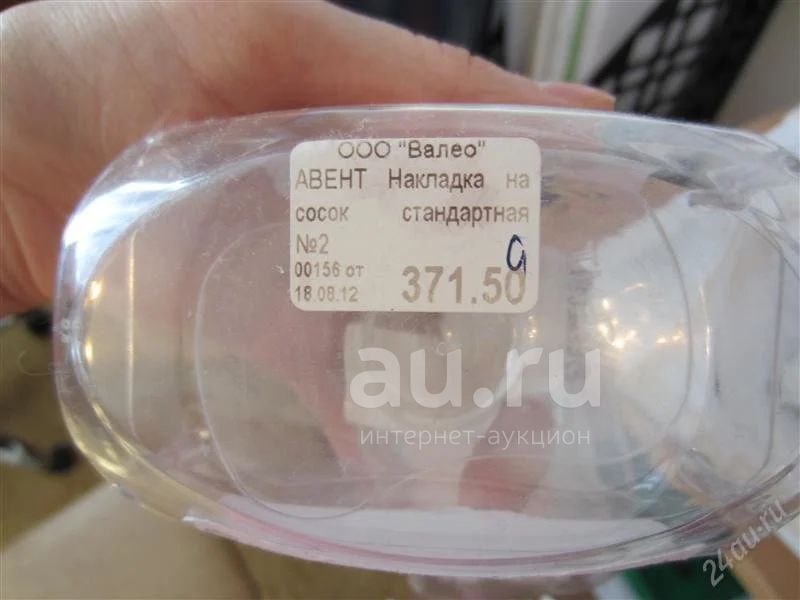 ООО "Валео"
АВЕНТ Накладка на
сосок стандартная
№2
00156 от
18.08.12 371.50
au.ru
интернет-аукцион
24au.ru